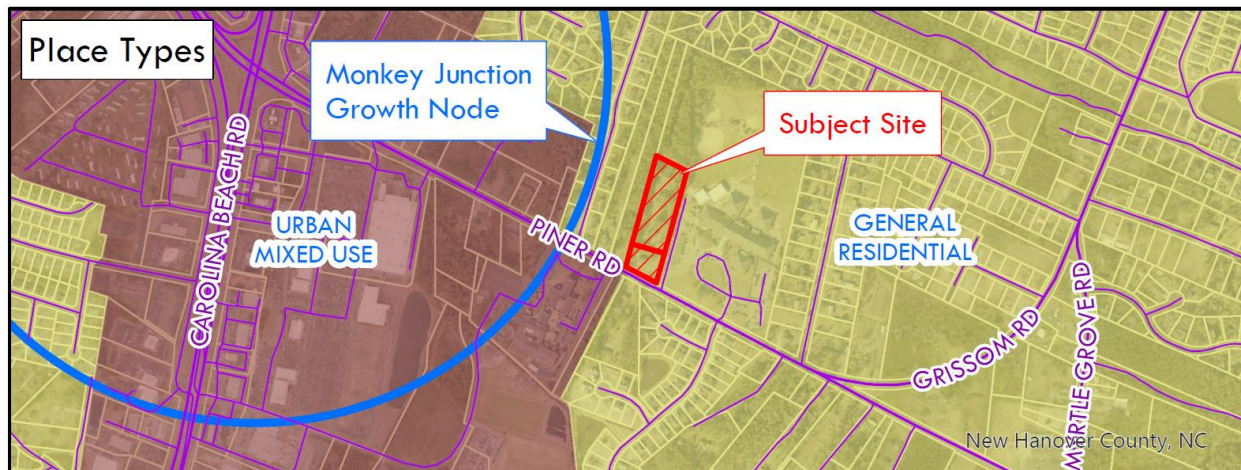 Place Types
Monkey Junction
Growth Node
Subject Site
CAROLINA BEACH RD
URBAN
MIXED USE
PINER RD
GENERAL
RESIDENTIAL
GRISSOM RD
MYRTLE GROVE RD
New Hanover County, NC